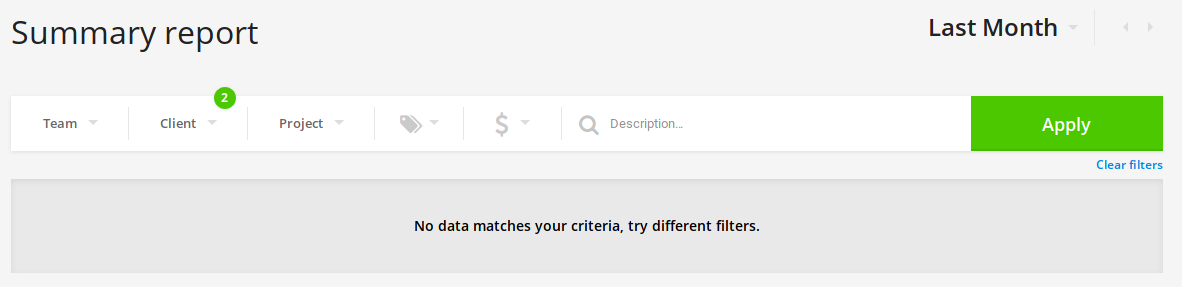 Summary report
Last Month
2
Team
Client
Project
$
Description...
Apply
Clear filters
No data matches your criteria, try different filters.